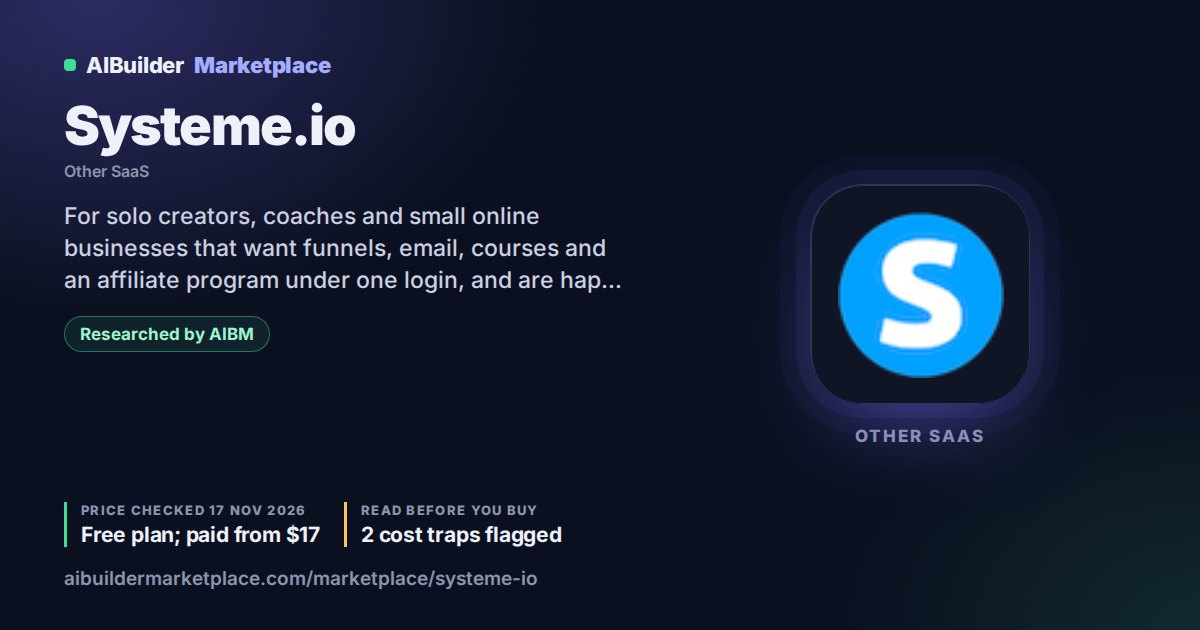 AIBuilder Marketplace
Systeme.io
Other SaaS
For solo creators, coaches and small online
businesses that want funnels, email, courses and
an affiliate program under one login, and are hap...
Researched by AIBM
S
OTHER SAAS
PRICE CHECKED 17 NOV 2026
Free plan; paid from $17
READ BEFORE YOU BUY
2 cost traps flagged
aibuildermarketplace.com/marketplace/systeme-io